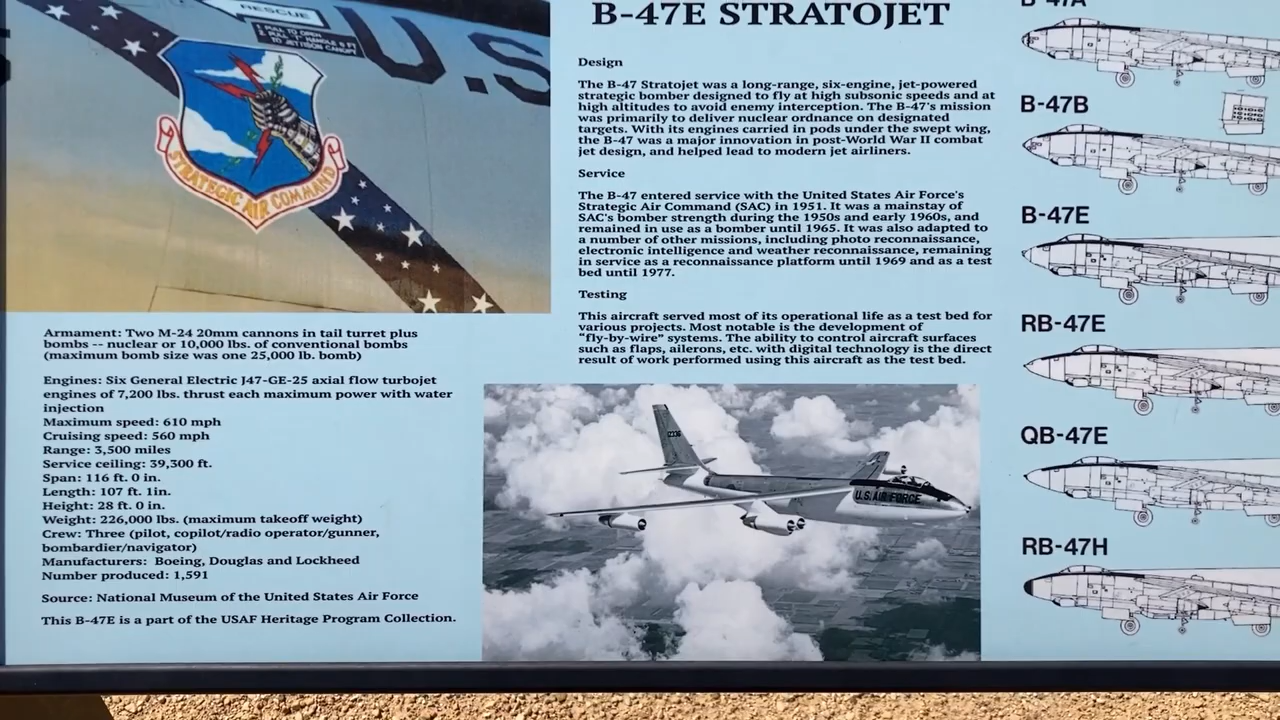 RESCUE
1. PULL TO OPEN
2. PULL "T" HANDLE 9 FT
TO JETTISON CANOPY
U.S
STRATEGIC AIR COMMAND
Armament: Two M-24 20mm cannons in tail turret plus
bombs -- nuclear or 10,000 lbs. of conventional bombs
(maximum bomb size was one 25,000 lb. bomb)
Engines: Six General Electric J47-GE-25 axial flow turbojet
engines of 7,200 lbs. thrust each maximum power with water
injection
Maximum speed: 610 mph
Cruising speed: 560 mph
Range: 3,500 miles
Service ceiling: 39,300 ft.
Span: 116 ft. 0 in.
Length: 107 ft. 1in.
Height: 28 ft. 0 in.
Weight: 226,000 lbs. (maximum takeoff weight)
Crew: Three (pilot, copilot/radio operator/gunner,
bombardier/navigator)
Manufacturers: Boeing, Douglas and Lockheed
Number produced: 1,591
Source: National Museum of the United States Air Force
This B-47E is a part of the USAF Heritage Program Collection.
B-47E STRATOJET
Design
The B-47 Stratojet was a long-range, six-engine, jet-powered
strategic bomber designed to fly at high subsonic speeds and at
high altitudes to avoid enemy interception. The B-47's mission
was primarily to deliver nuclear ordnance on designated
targets. With its engines carried in pods under the swept wing,
the B-47 was a major innovation in post-World War II combat
jet design, and helped lead to modern jet airliners.
Service
The B-47 entered service with the United States Air Force's
Strategic Air Command (SAC) in 1951. It was a mainstay of
SAC's bomber strength during the 1950s and early 1960s, and
remained in use as a bomber until 1965. It was also adapted to
a number of other missions, including photo reconnaissance,
electronic intelligence and weather reconnaissance, remaining
in service as a reconnaissance platform until 1969 and as a test
bed until 1977.
Testing
This aircraft served most of its operational life as a test bed for
various projects. Most notable is the development of
“fly-by-wire” systems. The ability to control aircraft surfaces
such as flaps, ailerons, etc. with digital technology is the direct
result of work performed using this aircraft as the test bed.
U.S. AIR FORCE
B-47A
B-47B
B-47E
RB-47E
QB-47E
RB-47H